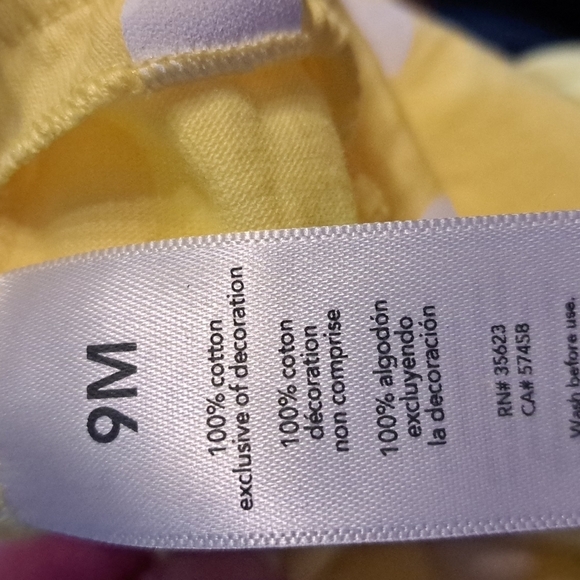 9M
100% cotton
exclusive of decoration
100% coton
décoration
non comprise
100% algodón
excluyendo
la decoración
RN# 35623
CA# 57458
Wash before use.